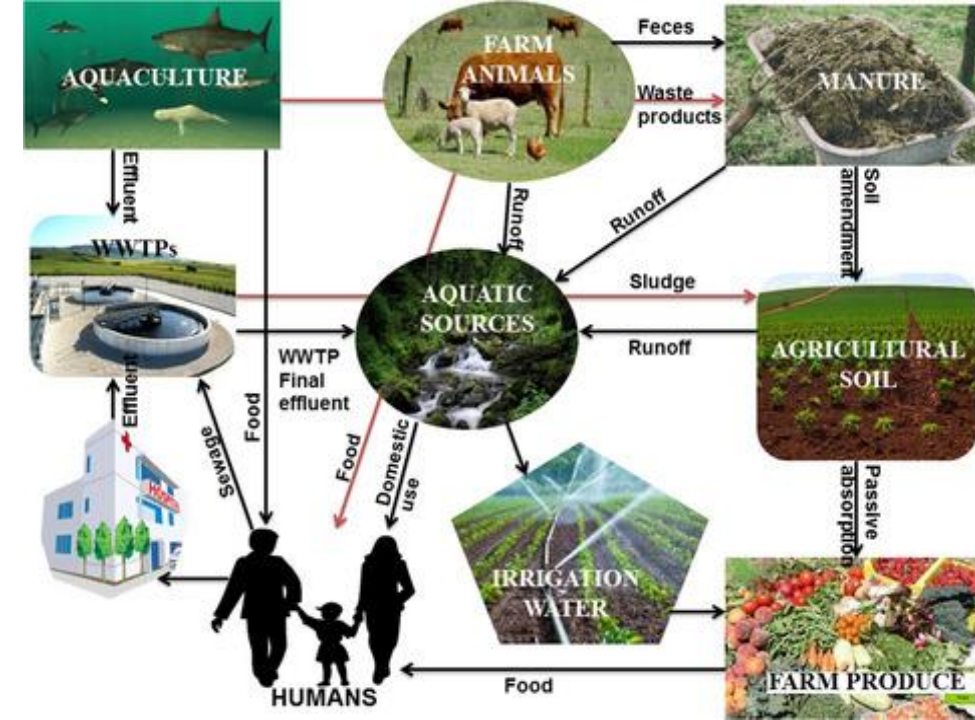 AQUACULTURE
FARM
ANIMALS
Feces
MANURE
Waste
products
Effluent
Runoff
Runoff
Soil
amendment
WWTPs
AQUATIC
SOURCES
Sludge
Runoff
AGRICULTURAL
SOIL
WWTP
Final
effluent
Effluent
Sewage
Food
Food
Domestic
use
Passive
absorption
HOSPITAL
IRRIGATION
WATER
FARM PRODUCE
Food
HUMANS